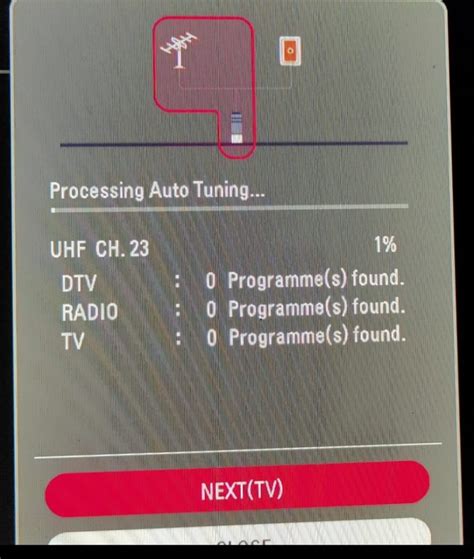 Processing Auto Tuning...
UHF CH. 23 1%
DTV : 0 Programme(s) found.
RADIO : 0 Programme(s) found.
TV : 0 Programme(s) found.
NEXT(TV)
CLOSE